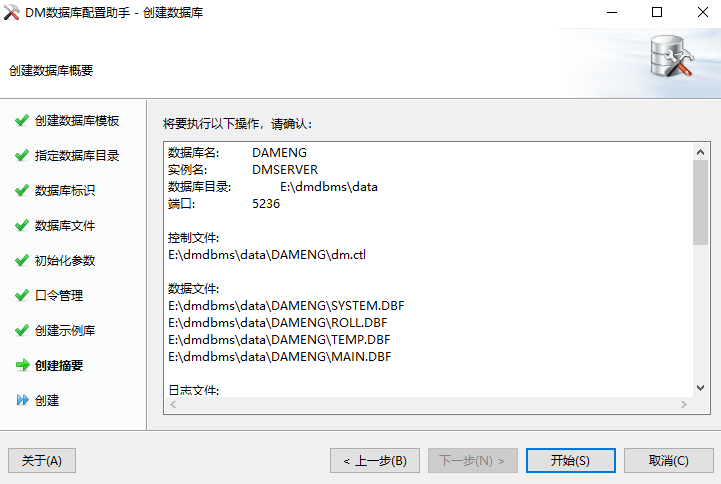 DM数据库配置助手 - 创建数据库
创建数据库概要
创建数据库模板
指定数据库目录
数据库标识
数据库文件
初始化参数
口令管理
创建示例库
创建摘要
创建
将要执行以下操作，请确认：
数据库名: DAMENG
实例名: DMSERVER
数据库目录: E:\dmdbms\data
端口: 5236
控制文件:
E:\dmdbms\data\DAMENG\dm.ctl
数据文件:
E:\dmdbms\data\DAMENG\SYSTEM.DBF
E:\dmdbms\data\DAMENG\ROLL.DBF
E:\dmdbms\data\DAMENG\TEMP.DBF
E:\dmdbms\data\DAMENG\MAIN.DBF
日志文件:
关于(A) < 上一步(B) 下一步(N) > 开始(S) 取消(C)